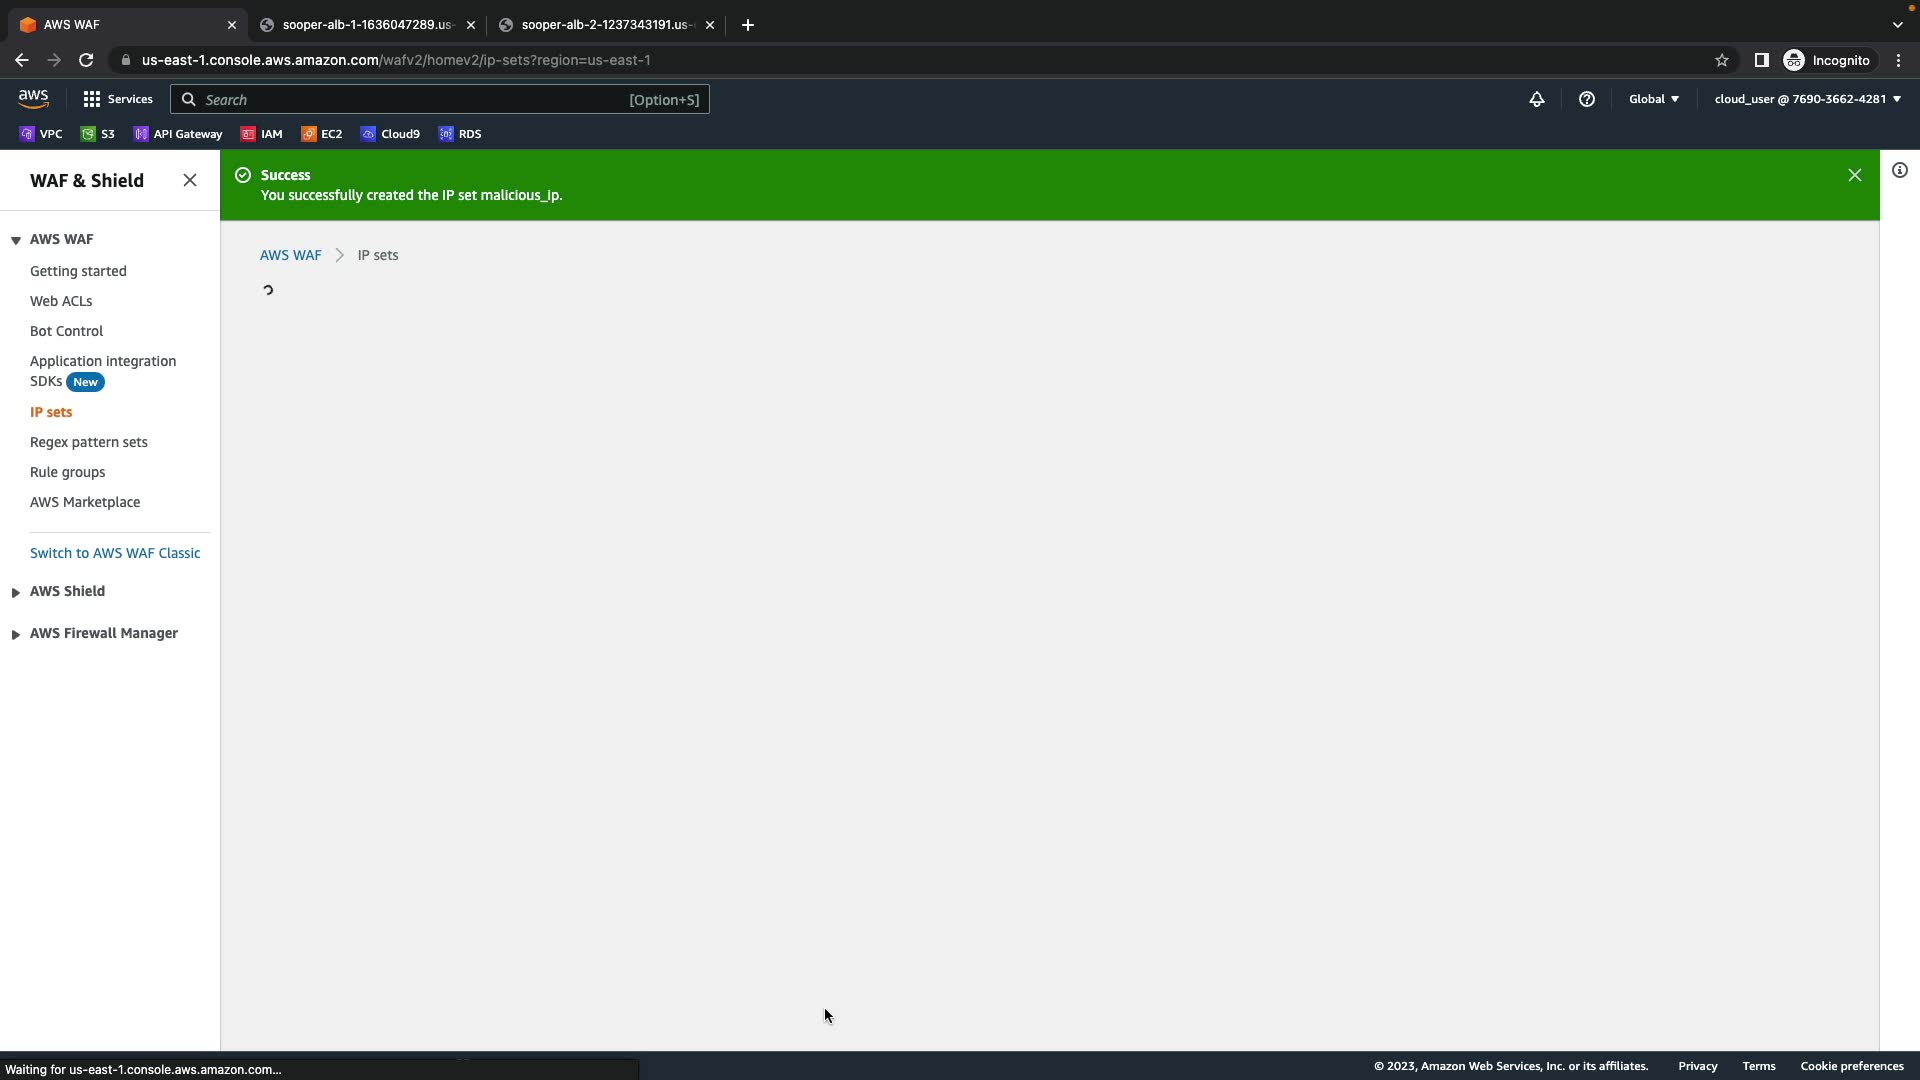 AWS WAF
sooper-alb-1-1636047289.us-
sooper-alb-2-1237343191.us-
us-east-1.console.aws.amazon.com/wafv2/homev2/ip-sets?region=us-east-1
Incognito
aws
Services
Search
[Option+S]
Global
cloud_user @ 7690-3662-4281
VPC
S3
API Gateway
IAM
EC2
Cloud9
RDS
WAF & Shield
Success
You successfully created the IP set malicious_ip.
AWS WAF
Getting started
Web ACLs
Bot Control
Application integration
SDKs New
IP sets
Regex pattern sets
Rule groups
AWS Marketplace
Switch to AWS WAF Classic
AWS Shield
AWS Firewall Manager
AWS WAF > IP sets
Waiting for us-east-1.console.aws.amazon.com...
© 2023, Amazon Web Services, Inc. or its affiliates.
Privacy
Terms
Cookie preferences